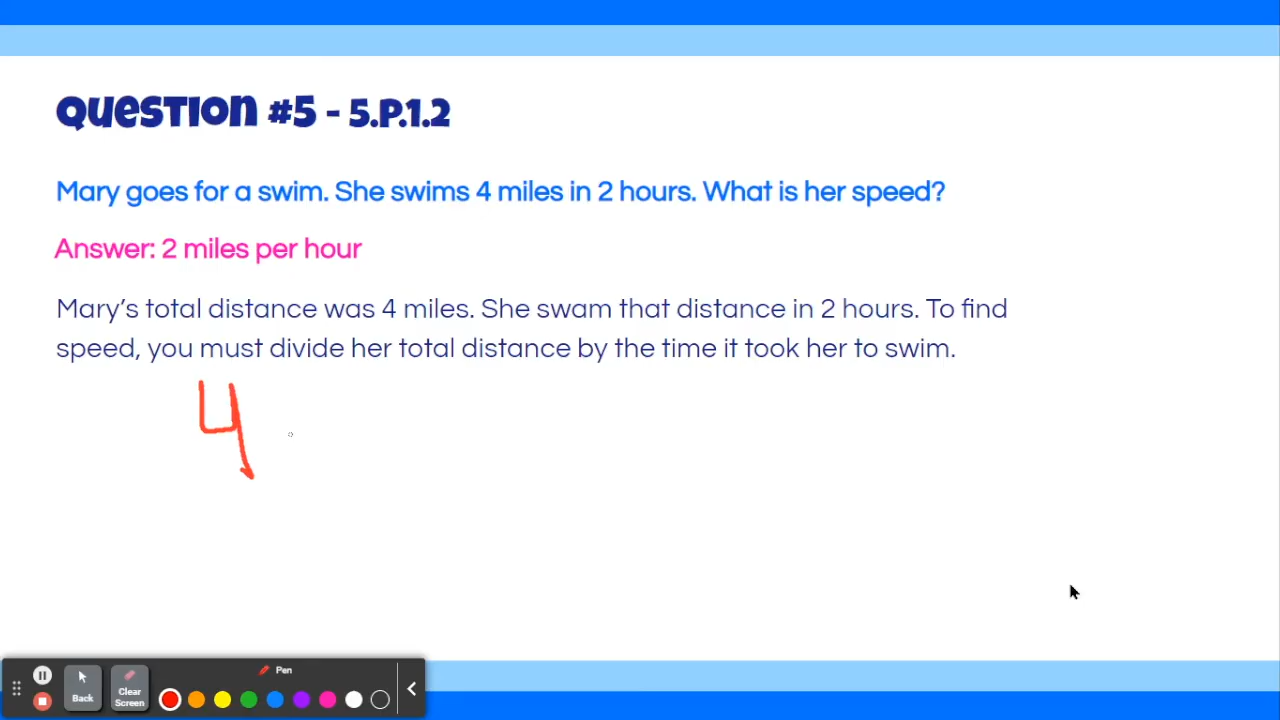 Question #5 - 5.P.1.2
Mary goes for a swim. She swims 4 miles in 2 hours. What is her speed?
Answer: 2 miles per hour
Mary's total distance was 4 miles. She swam that distance in 2 hours. To find
speed, you must divide her total distance by the time it took her to swim.
4
Pen
Back
Clear
Screen